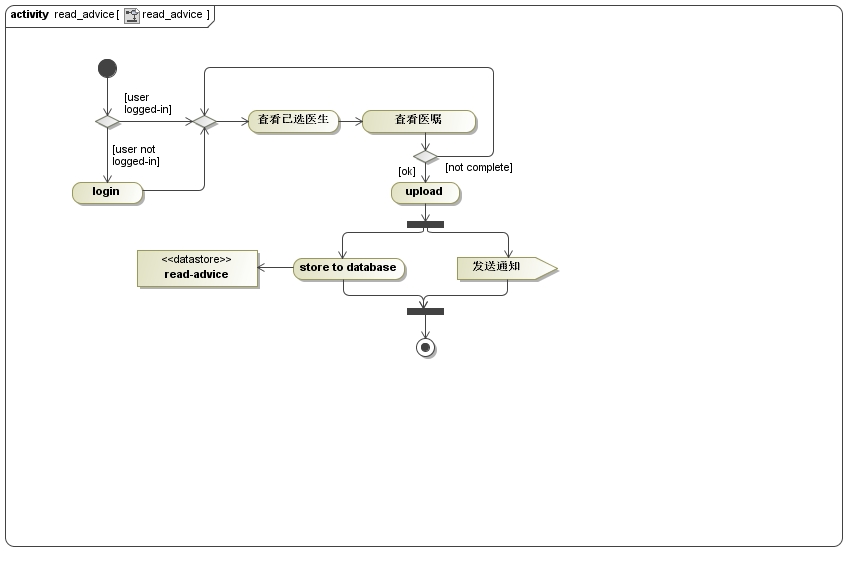 activity read_advice[ read_advice ]
[user
logged-in]
查看已选医生
查看医嘱
[user not
logged-in]
[ok]
[not complete]
login
upload
<<datastore>>
read-advice
store to database
发送通知